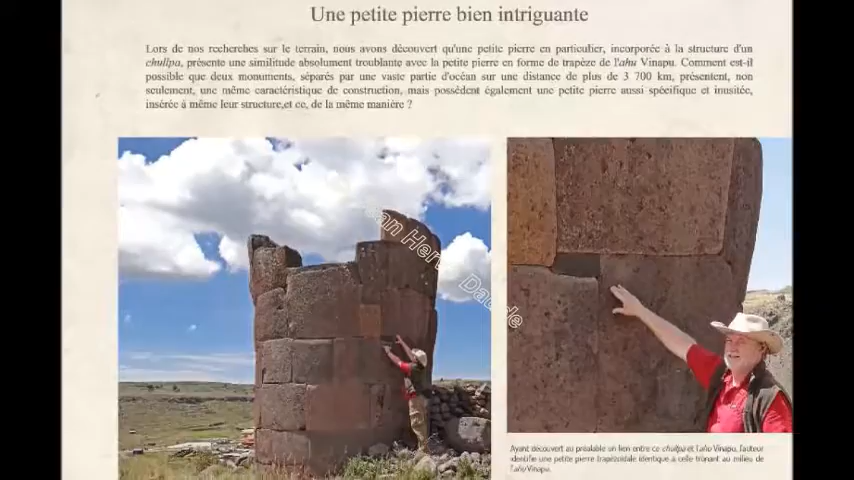 Une petite pierre bien intriguante
Lors de nos recherches sur le terrain, nous avons découvert qu'une petite pierre en particulier, incorporée à la structure d'un
chullpa, présente une similitude absolument troublante avec la petite pierre en forme de trapèze de l'ahu Vinapu. Comment est-il
possible que deux monuments, séparés par une vaste partie d'océan sur une distance de plus de 3 700 km, présentent, non
seulement, une même caractéristique de construction, mais possèdent également une petite pierre aussi spécifique et inusitée,
insérée à même leur structure,et ce, de la même manière ?
Daude
Ayant découvert au préalable un lien entre ce chullpa et l'ahu Vinapu, l'auteur
identifie une petite pierre trapézoïdale identique à celle trônant au milieu de
l'ahu Vinapu.